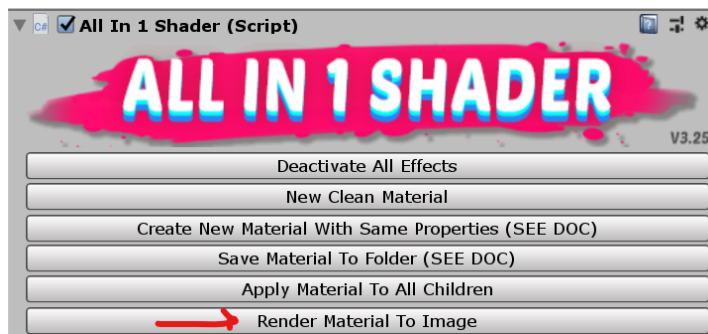 All In 1 Shader (Script)
ALL IN 1 SHADER
V3.25
Deactivate All Effects
New Clean Material
Create New Material With Same Properties (SEE DOC)
Save Material To Folder (SEE DOC)
Apply Material To All Children
Render Material To Image